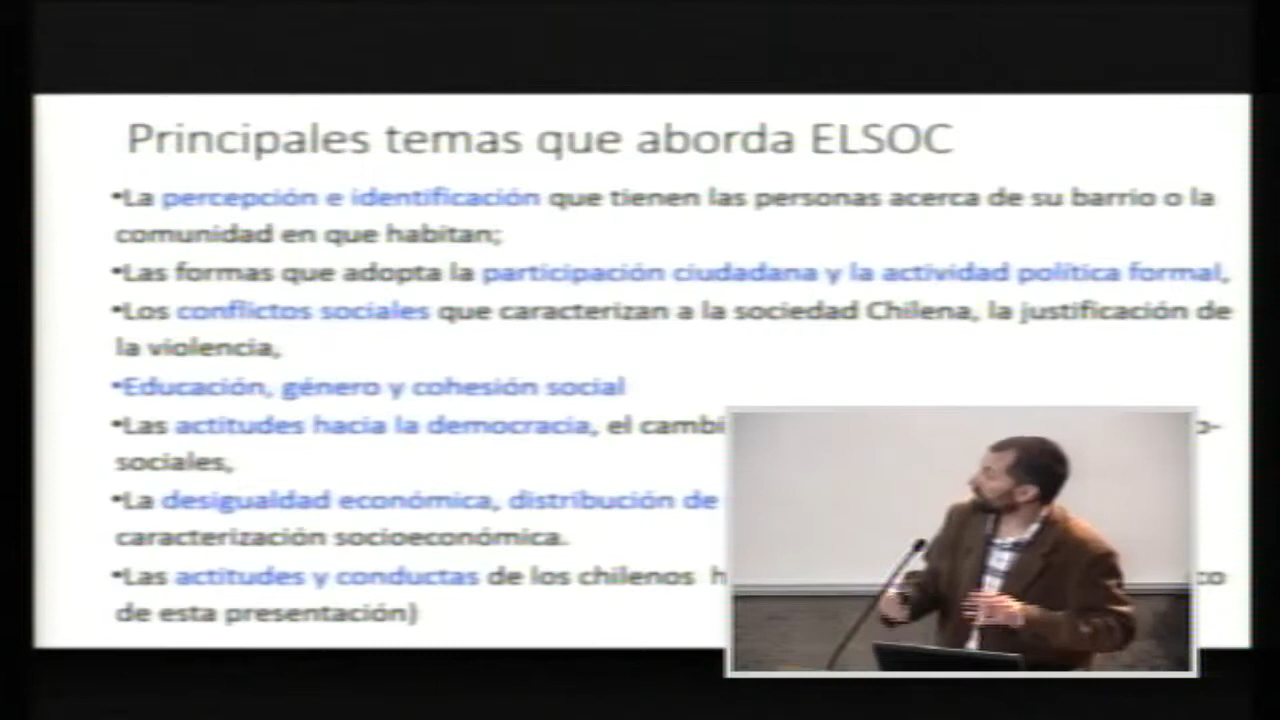 Principales temas que aborda ELSOC
•La percepción e identificación que tienen las personas acerca de su barrio o la
comunidad en que habitan;
•Las formas que adopta la participación ciudadana y la actividad política formal,
•Los conflictos sociales que caracterizan a la sociedad Chilena, la justificación de
la violencia,
•Educación, género y cohesión social
•Las actitudes hacia la democracia, el
sociales,
•La desigualdad económica, distribución de
caracterización socioeconómica.
•Las actitudes y conductas de los chilenos
de esta presentación)